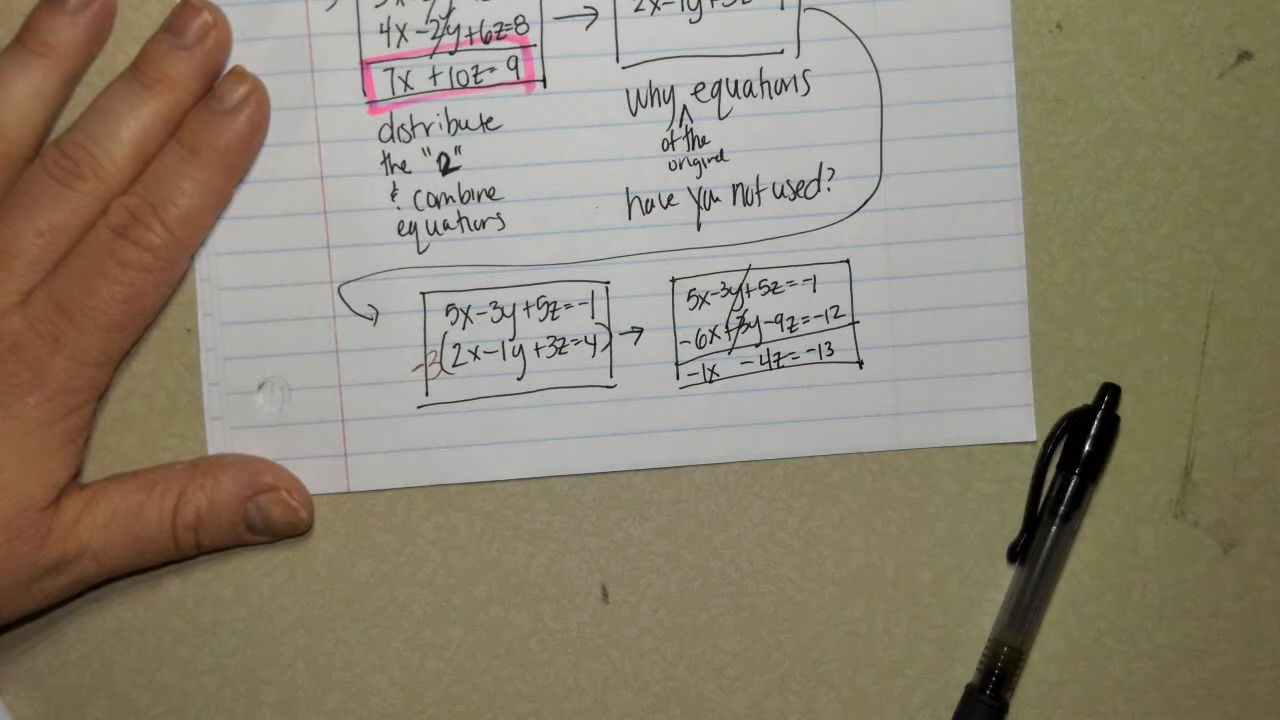 4x-2y+6z=8
7x +10z=9
distribute
the "2"
& combine
equations
why ^ equations
of the
original
have you not used?
5x-3y+5z=-1
-3(2x-1y+3z=4)
5x-3y+5z=-1
-6x+3y-9z=-12
-1x -4z=-13